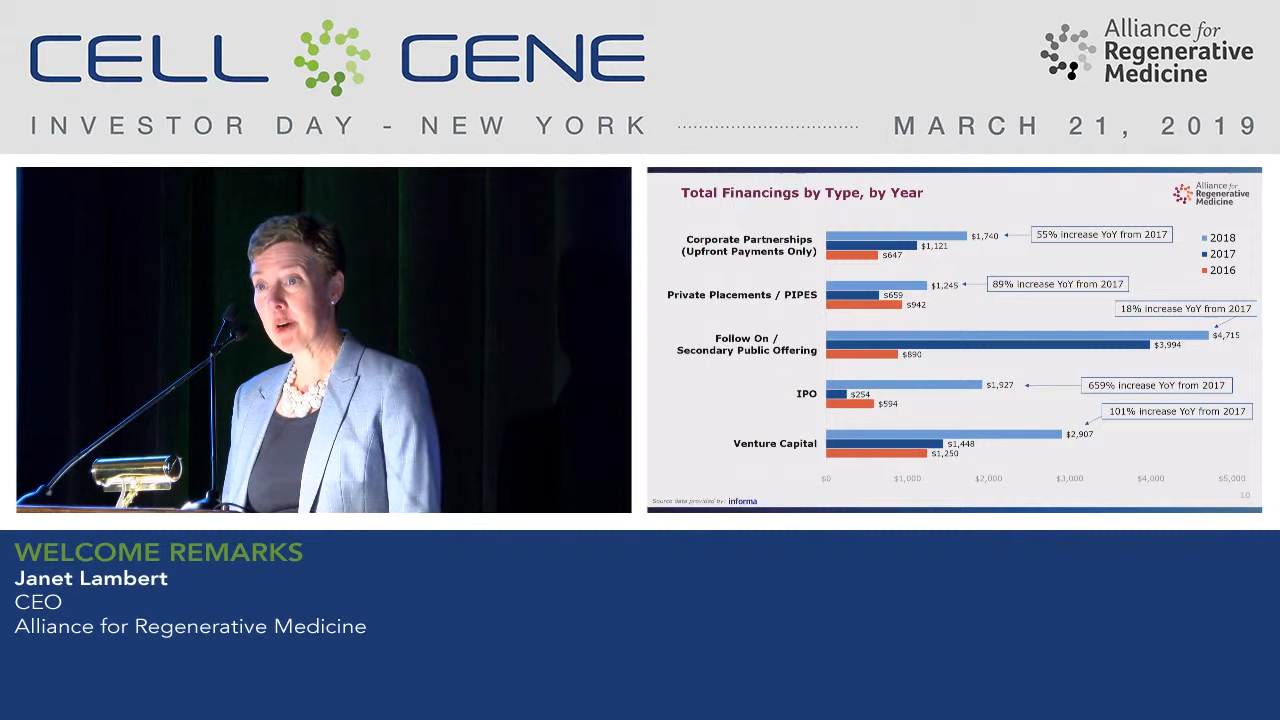 CELL GENE
Alliance for
Regenerative
Medicine
INVESTOR DAY - NEW YORK MARCH 21, 2019
Total Financings by Type, by Year
Alliance for
Regenerative
Medicine
Corporate Partnerships
(Upfront Payments Only)
$1,740
55% increase YoY from 2017
$1,121
$647
2018
2017
2016
Private Placements / PIPES
$1,245
89% increase YoY from 2017
$659
$942
18% increase YoY from 2017
Follow On /
Secondary Public Offering
$4,715
$3,994
$890
IPO
$1,927
659% increase YoY from 2017
$254
$594
101% increase YoY from 2017
Venture Capital
$2,907
$1,448
$1,250
$0 $1,000 $2,000 $3,000 $4,000 $5,000
Source data provided by: informa
10
WELCOME REMARKS
Janet Lambert
CEO
Alliance for Regenerative Medicine